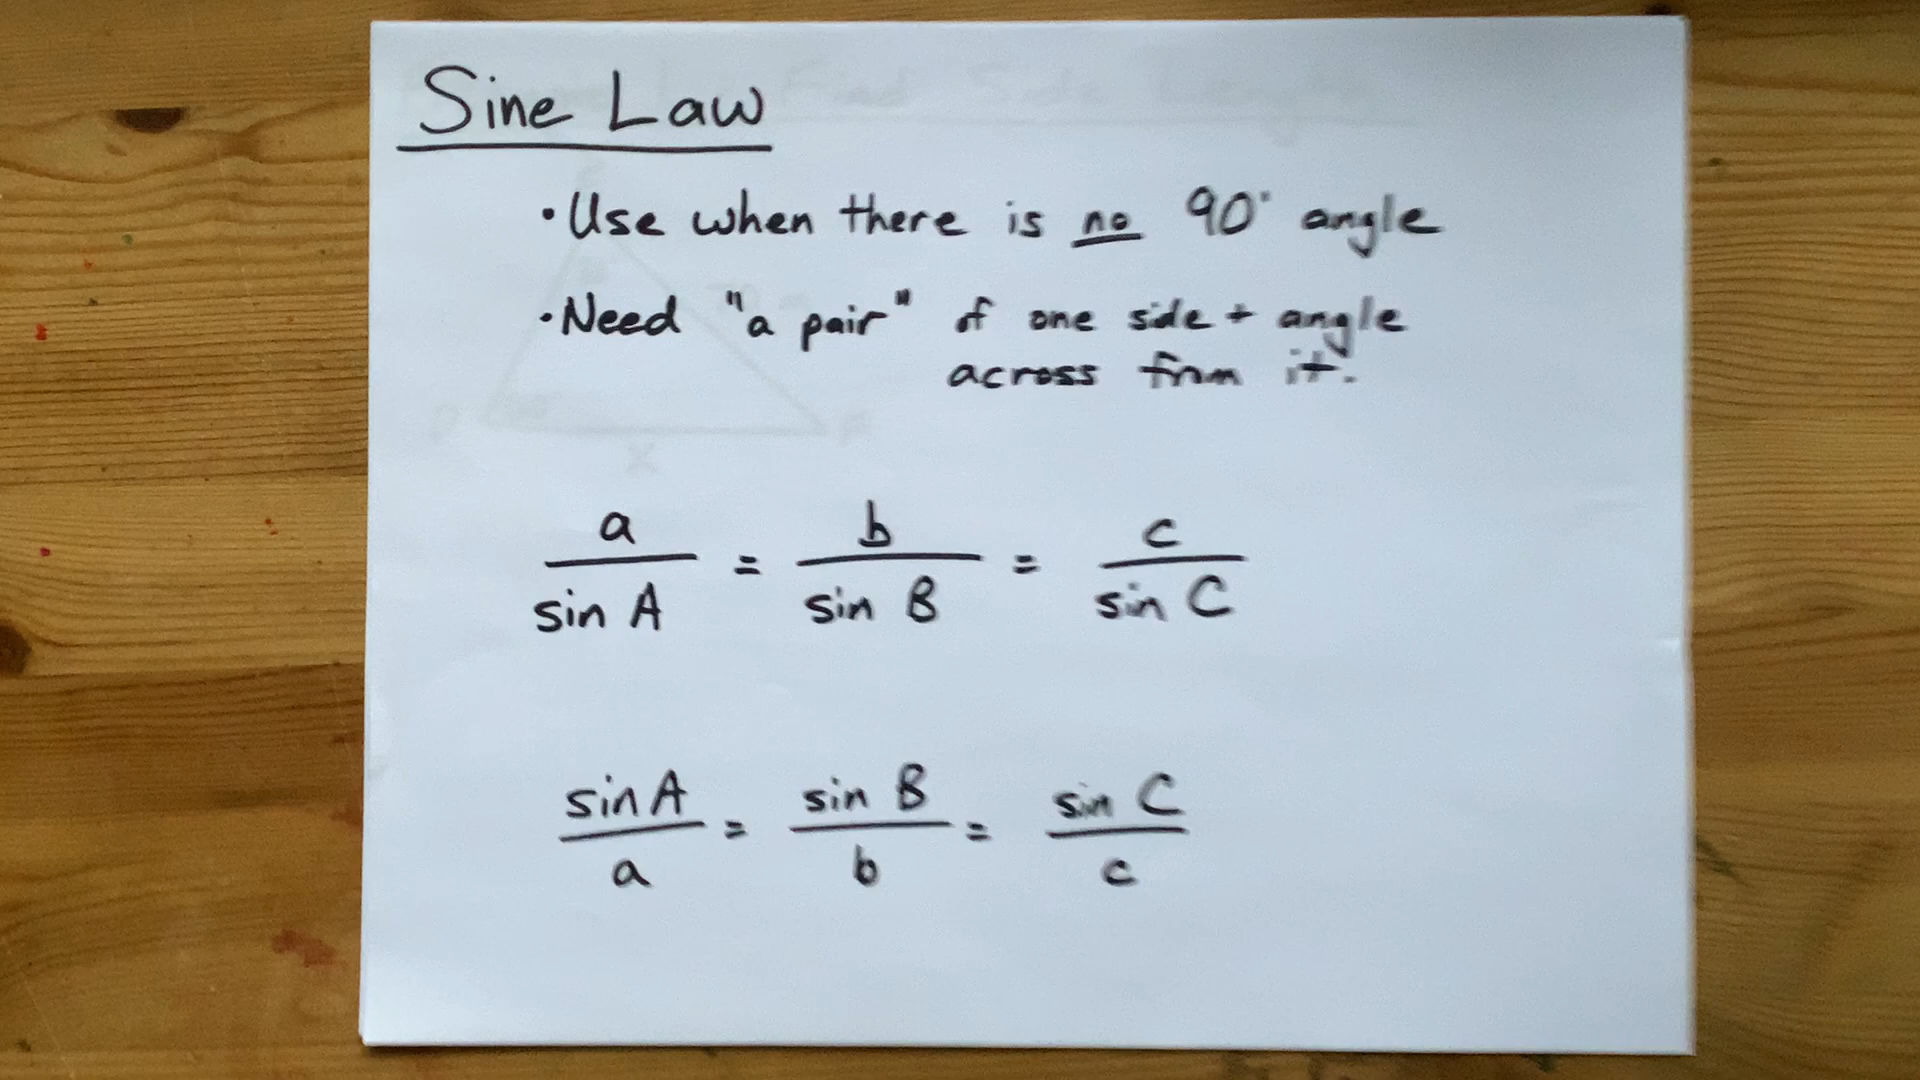 Sine Law
• Use when there is no 90° angle
• Need "a pair" of one side + angle
across from it.
a/sin A = b/sin B = c/sin C
sin A/a = sin B/b = sin C/c